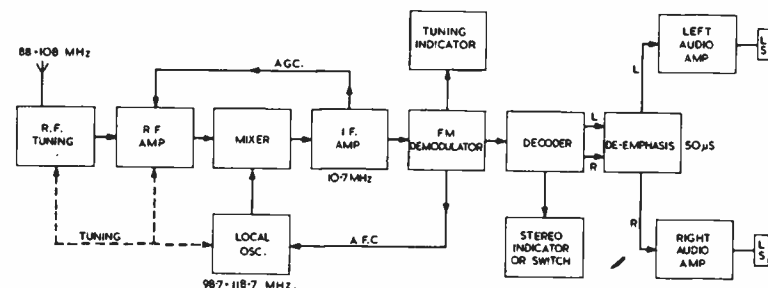 88-108 MHz
R.F.
TUNING
R F
AMP
MIXER
I.F.
AMP
10·7 MHz
FM
DEMODULATOR
DECODER
DE-EMPHASIS
50µS
TUNING
INDICATOR
LEFT
AUDIO
AMP
L
S
A.G.C.
L
L
R
R
TUNING
LOCAL
OSC.
98·7-118·7 MHz.
A.F.C
STEREO
INDICATOR
OR SWITCH
RIGHT
AUDIO
AMP
L
S